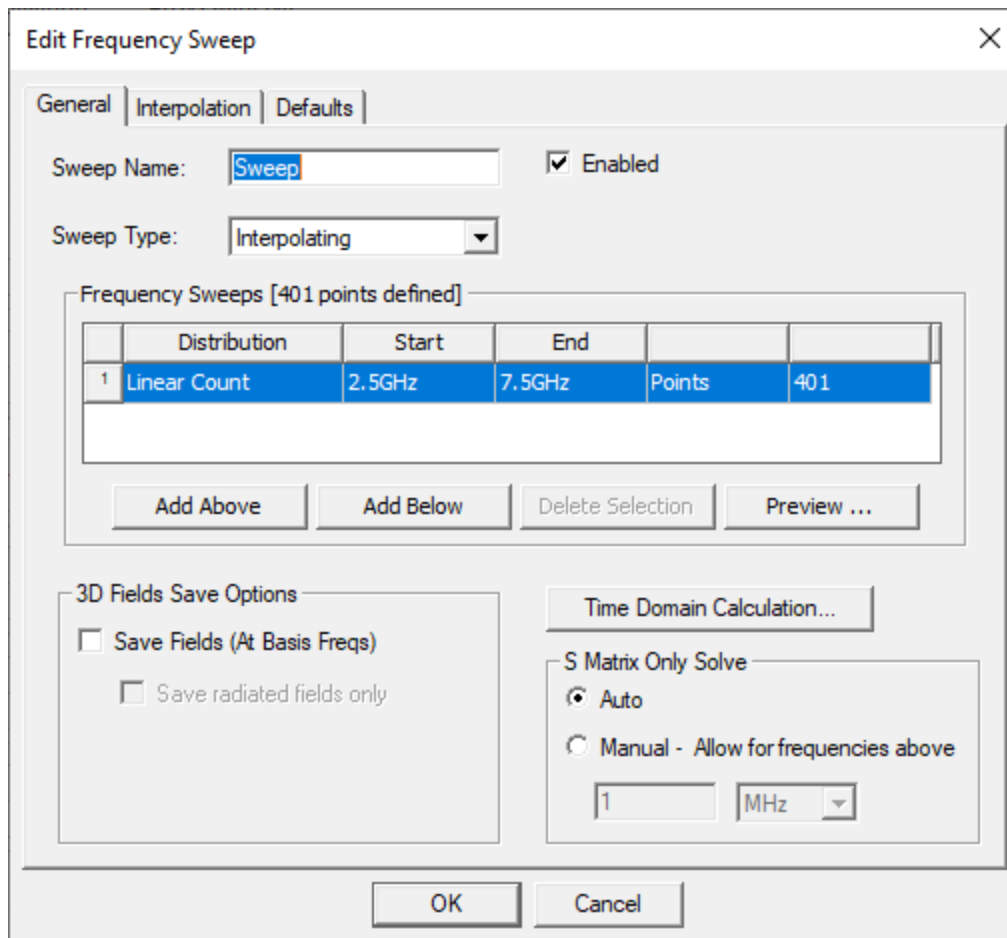 Edit Frequency Sweep
General Interpolation Defaults
Sweep Name: Sweep Enabled
Sweep Type: Interpolating
Frequency Sweeps [401 points defined]
Distribution Start End
1 Linear Count 2.5GHz 7.5GHz Points 401
Add Above Add Below Delete Selection Preview ...
3D Fields Save Options
Time Domain Calculation...
Save Fields (At Basis Freqs)
S Matrix Only Solve
Save radiated fields only
Auto
Manual - Allow for frequencies above
1 MHz
OK Cancel